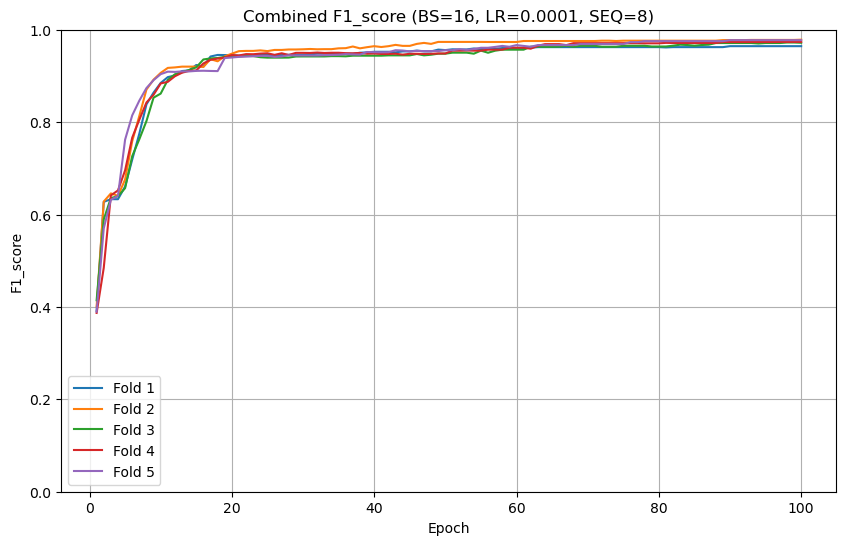 Combined F1_score (BS=16, LR=0.0001, SEQ=8)
F1_score
1.0
0.8
0.6
0.4
0.2
0.0
Fold 1
Fold 2
Fold 3
Fold 4
Fold 5
0 20 40 60 80 100
Epoch